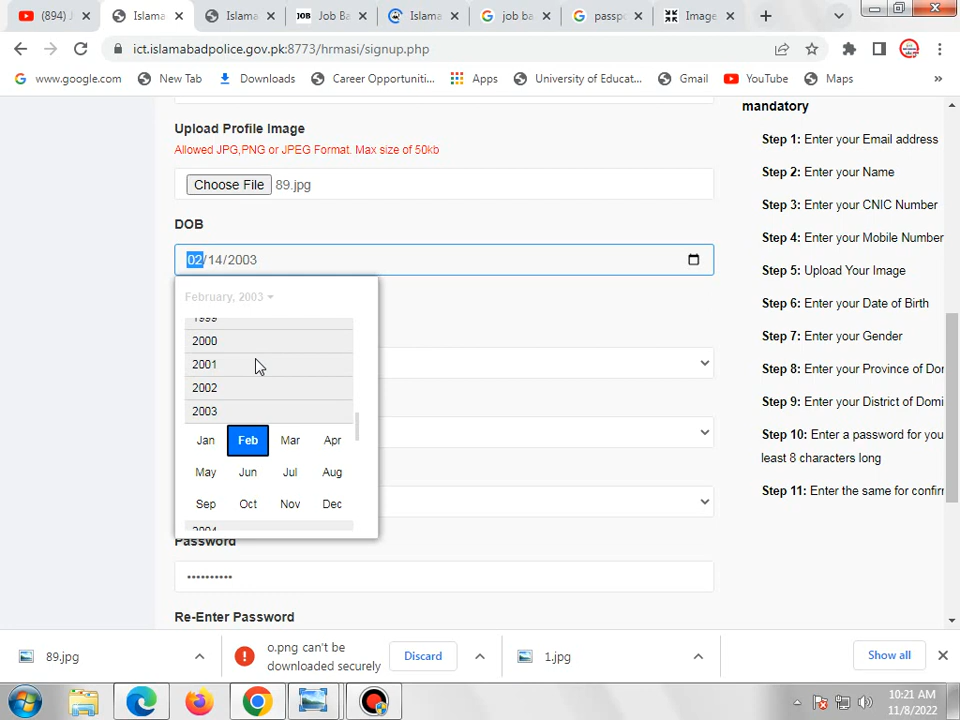 (894) J
Islama
Islama
JOB
Job Ba
Islama
job ba
passp
Image
ict.islamabadpolice.gov.pk:8773/hrmasi/signup.php
www.google.com
New Tab
Downloads
Career Opportuniti...
Apps
University of Educat...
Gmail
YouTube
Maps
»
mandatory
Upload Profile Image
Allowed JPG,PNG or JPEG Format. Max size of 50kb
Choose File 89.jpg
DOB
02/14/2003
February, 2003
1999
2000
2001
2002
2003
Jan Feb Mar Apr
May Jun Jul Aug
Sep Oct Nov Dec
2004
Password
••••••••••
Re-Enter Password
Step 1: Enter your Email address
Step 2: Enter your Name
Step 3: Enter your CNIC Number
Step 4: Enter your Mobile Number
Step 5: Upload Your Image
Step 6: Enter your Date of Birth
Step 7: Enter your Gender
Step 8: Enter your Province of Dor
Step 9: Enter your District of Domi
Step 10: Enter a password for you
least 8 characters long
Step 11: Enter the same for confir
89.jpg
o.png can't be
downloaded securely
Discard
1.jpg
Show all
10:21 AM
11/8/2022